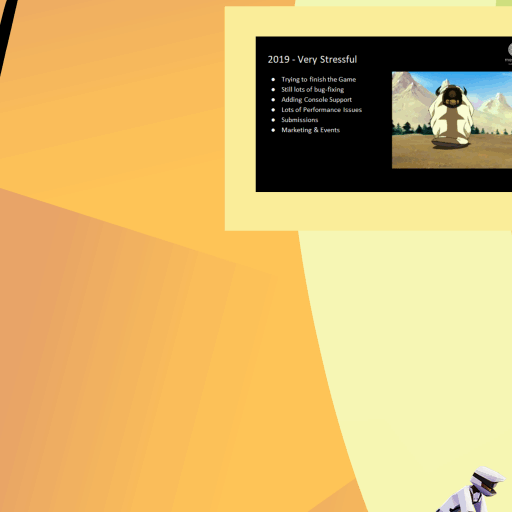 2019 - Very Stressful
● Trying to finish the Game
● Still lots of bug-fixing
● Adding Console Support
● Lots of Performance Issues
● Submissions
● Marketing & Events